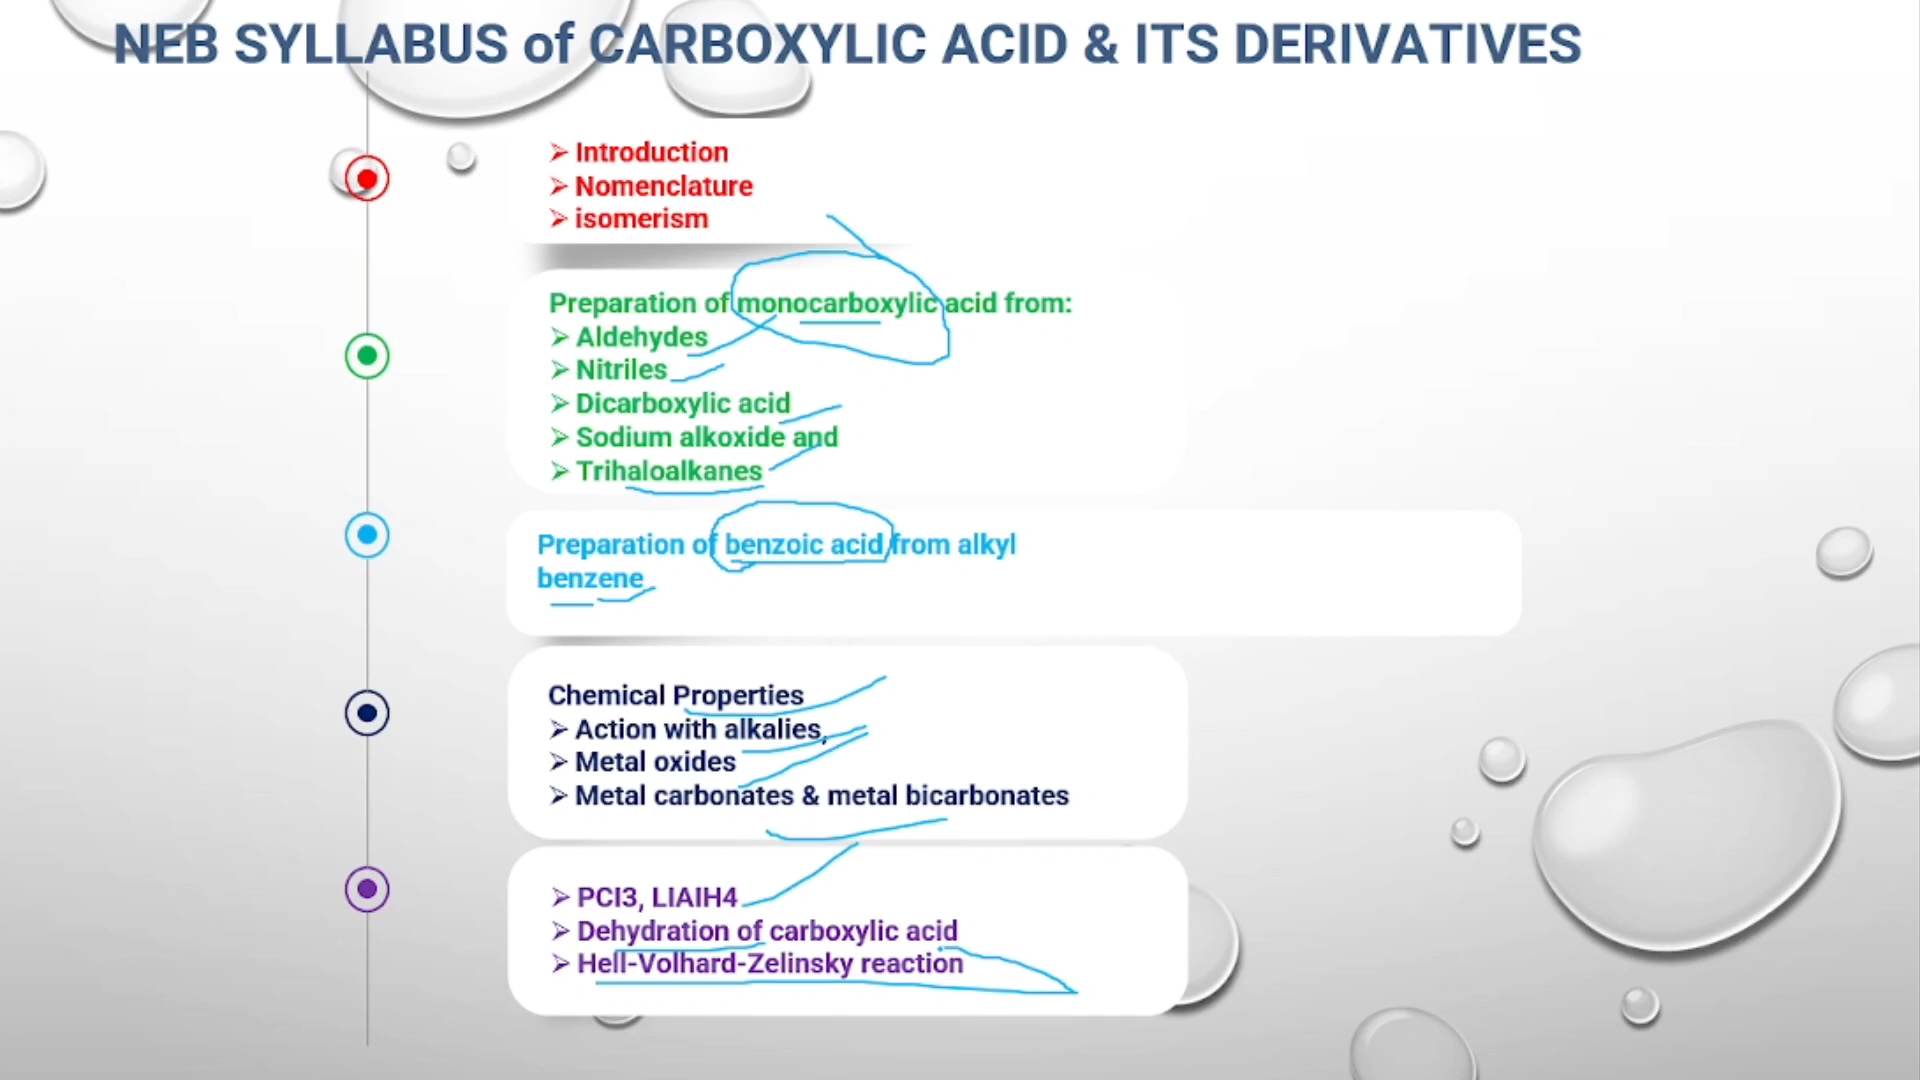 NEB SYLLABUS of CARBOXYLIC ACID & ITS DERIVATIVES
➢ Introduction
➢ Nomenclature
➢ isomerism
Preparation of monocarboxylic acid from:
➢ Aldehydes
➢ Nitriles
➢ Dicarboxylic acid
➢ Sodium alkoxide and
➢ Trihaloalkanes
Preparation of benzoic acid from alkyl
benzene
Chemical Properties
➢ Action with alkalies,
➢ Metal oxides
➢ Metal carbonates & metal bicarbonates
➢ PCl3, LIAlH4
➢ Dehydration of carboxylic acid
➢ Hell-Volhard-Zelinsky reaction